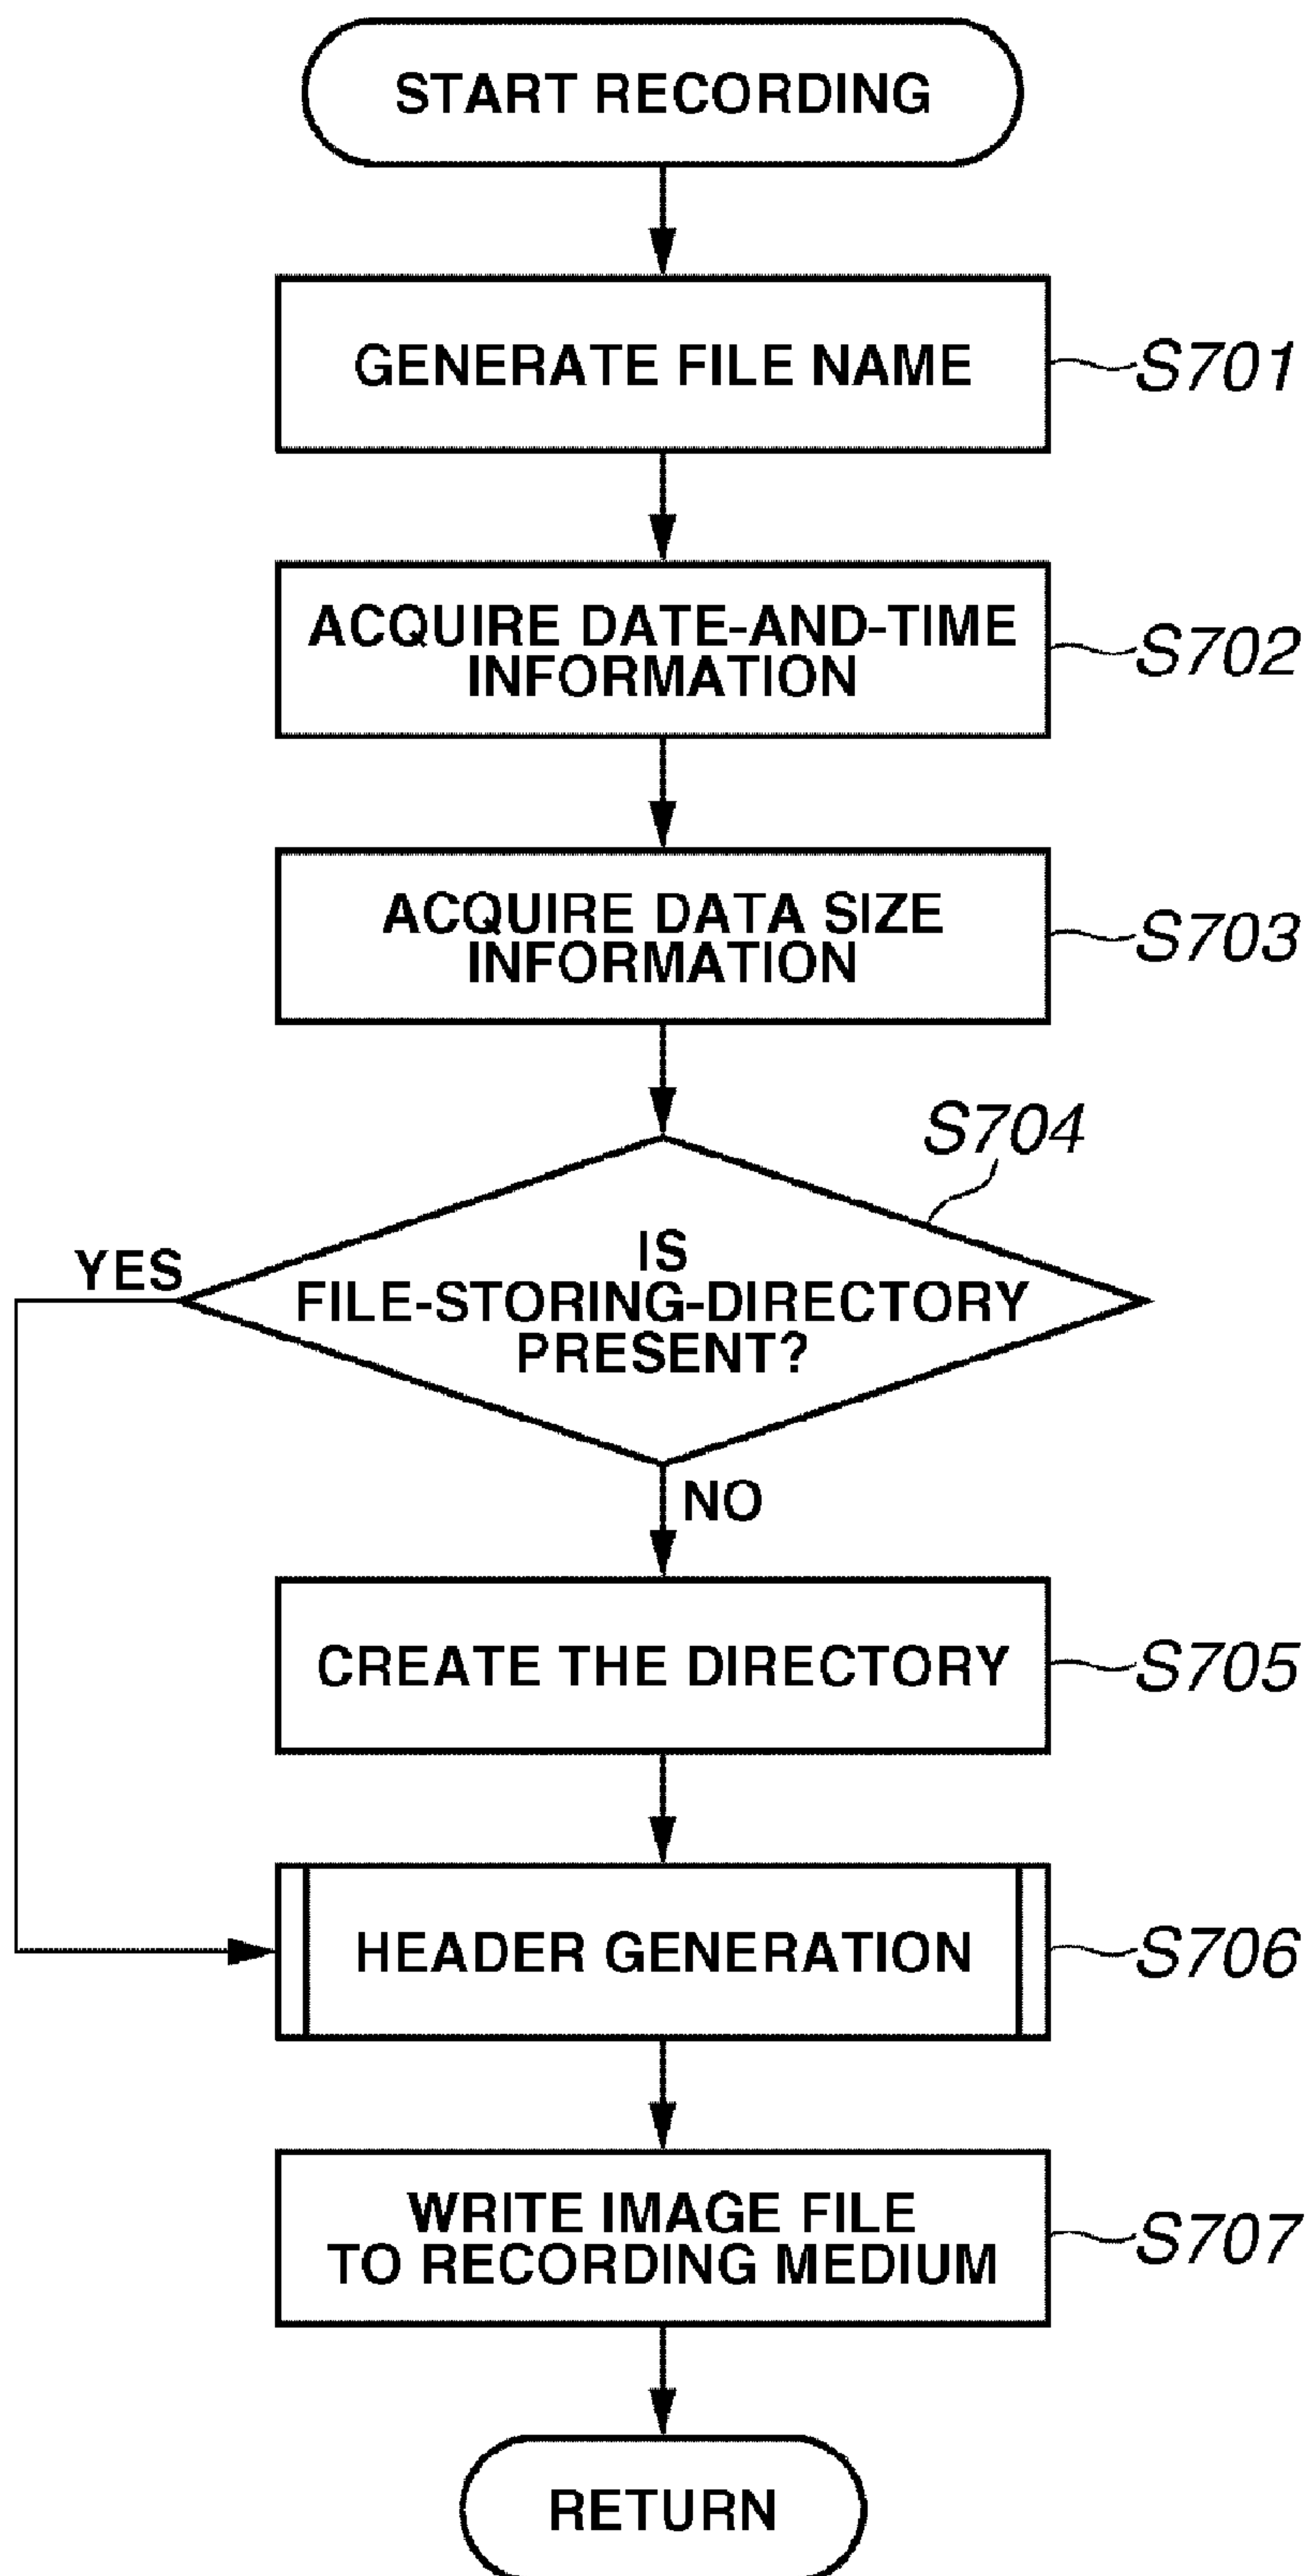 START RECORDING
GENERATE FILE NAME
S701
ACQUIRE DATE-AND-TIME
INFORMATION
S702
ACQUIRE DATA SIZE
INFORMATION
S703
S704
IS
FILE-STORING-DIRECTORY
PRESENT?
YES
NO
CREATE THE DIRECTORY
S705
HEADER GENERATION
S706
WRITE IMAGE FILE
TO RECORDING MEDIUM
S707
RETURN